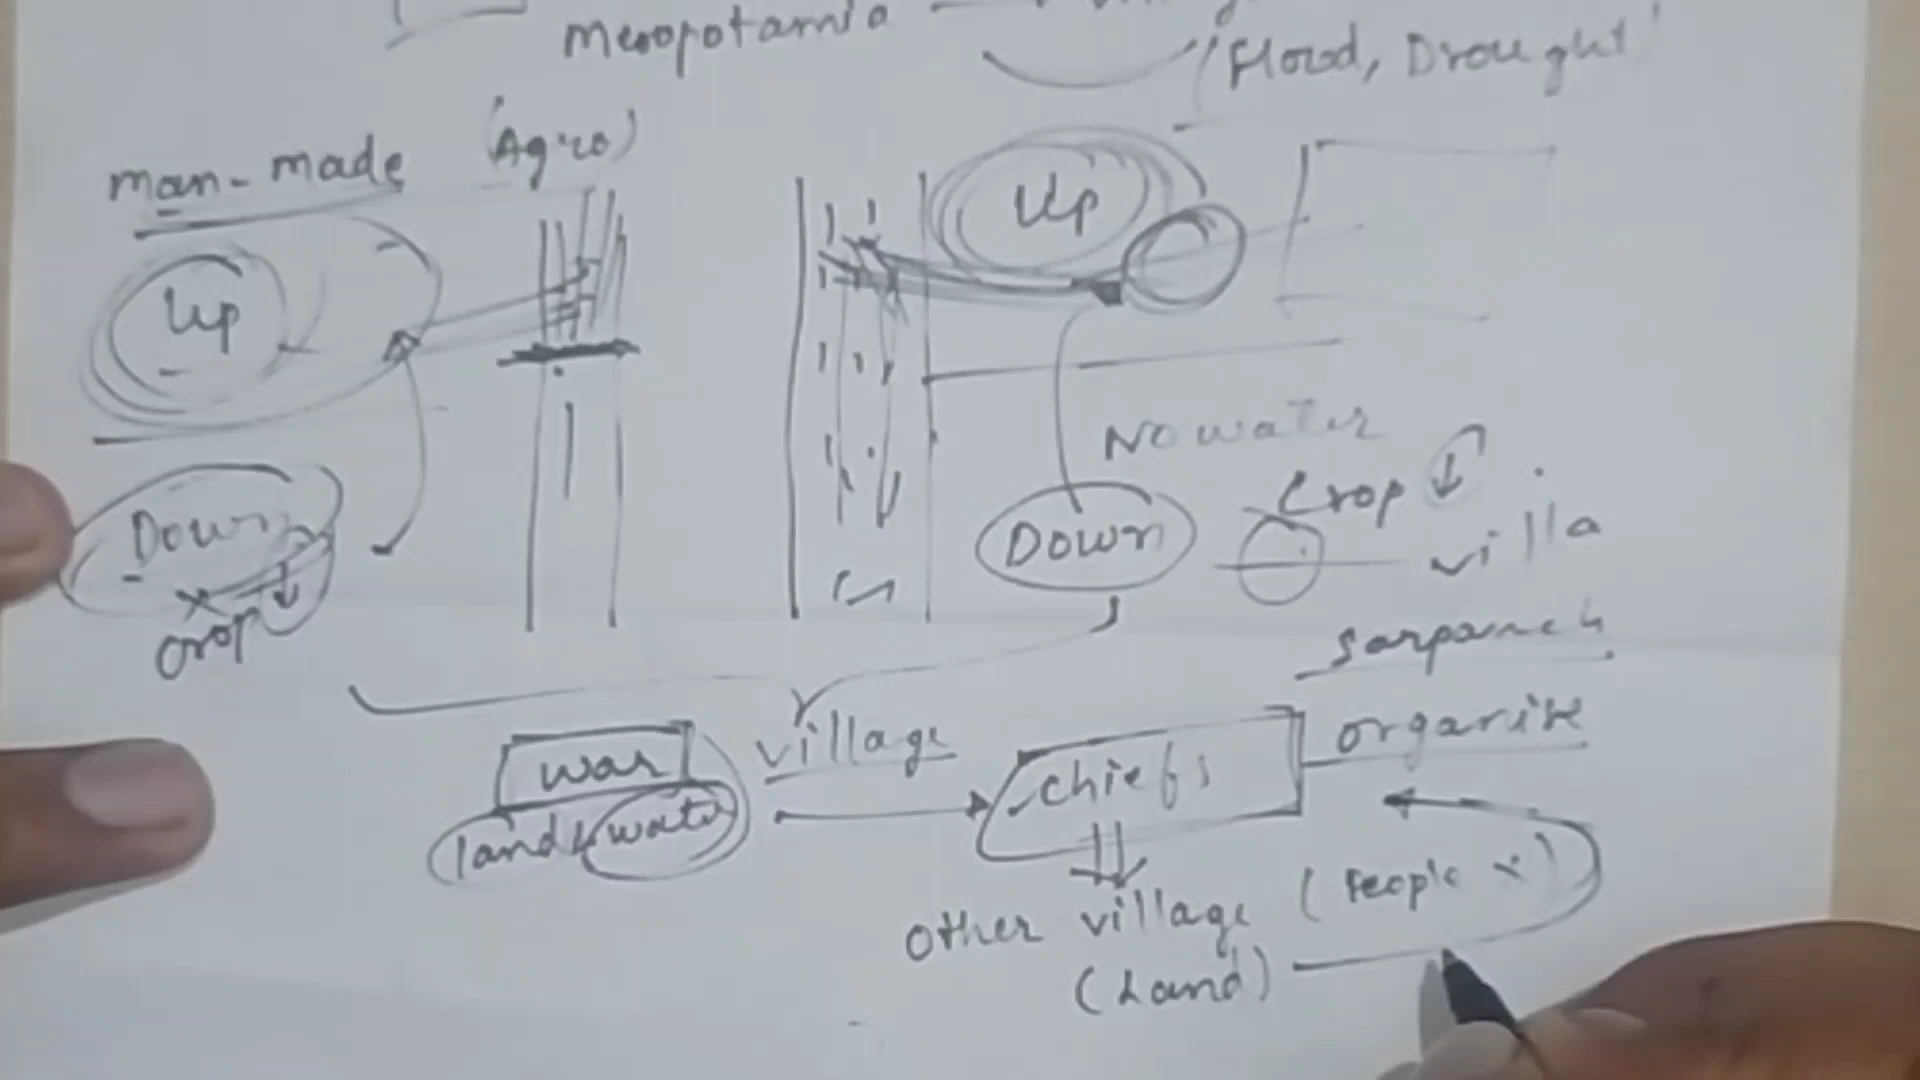 Mesopotamia
(Flood, Drought)
man-made (Agro)
Up
Up
No water
Down
Crop ↓
Down
villa
x
crop ↓
sarpanch
village
organise
war
chiefs
land & water
other village (People x)
(Land)